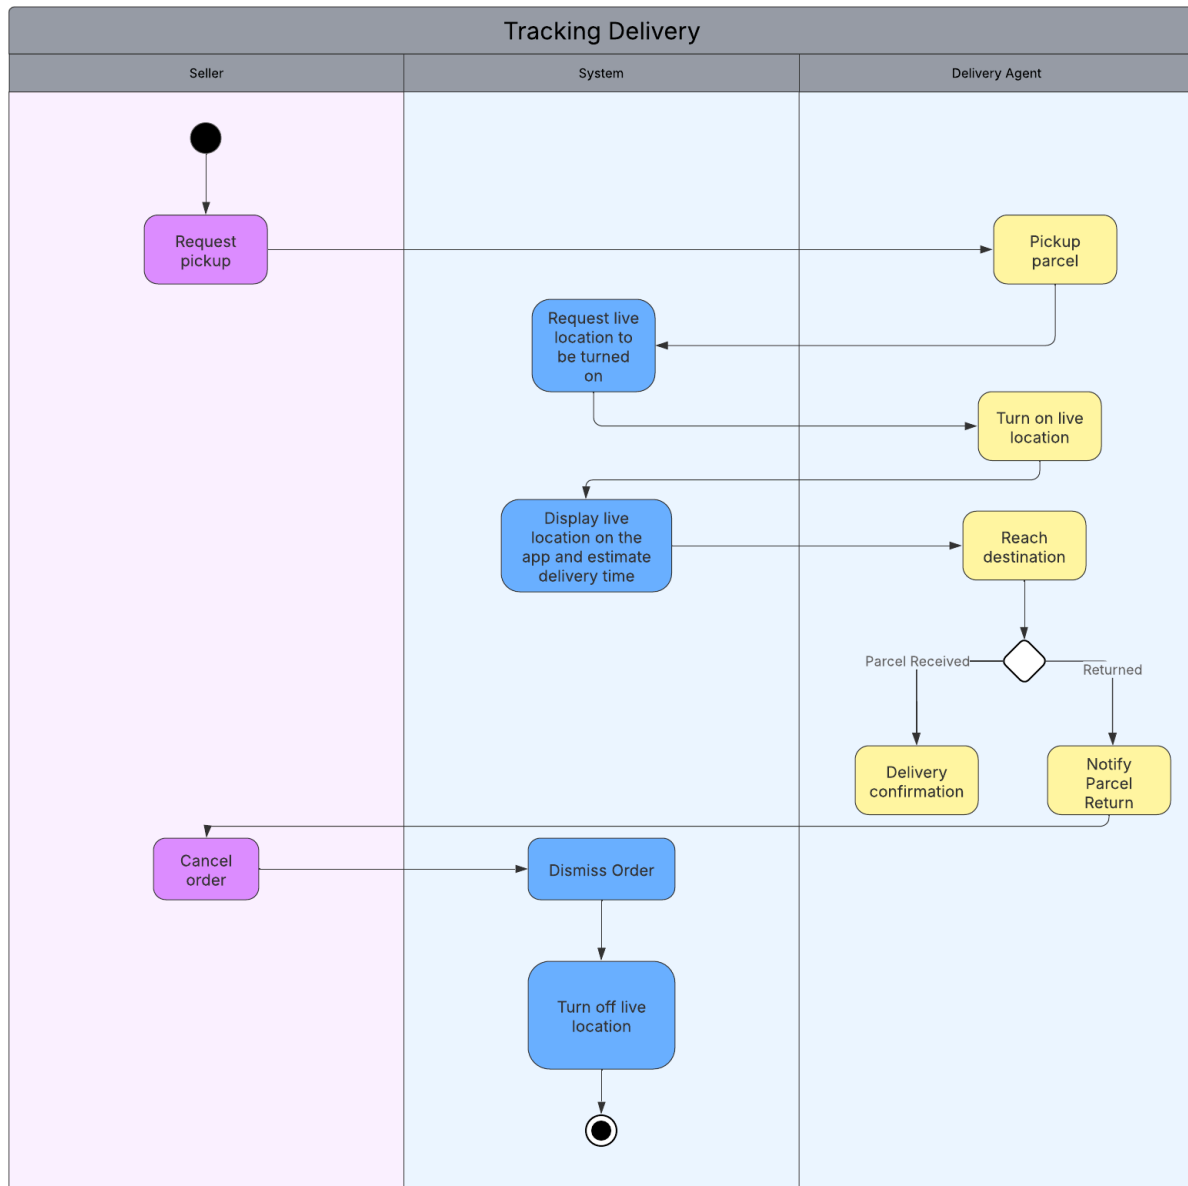 Tracking Delivery
Seller
System
Delivery Agent
Request
pickup
Pickup
parcel
Request live
location to
be turned
on
Turn on live
location
Display live
location on the
app and estimate
delivery time
Reach
destination
Parcel Received
Returned
Delivery
confirmation
Notify
Parcel
Return
Cancel
order
Dismiss Order
Turn off live
location